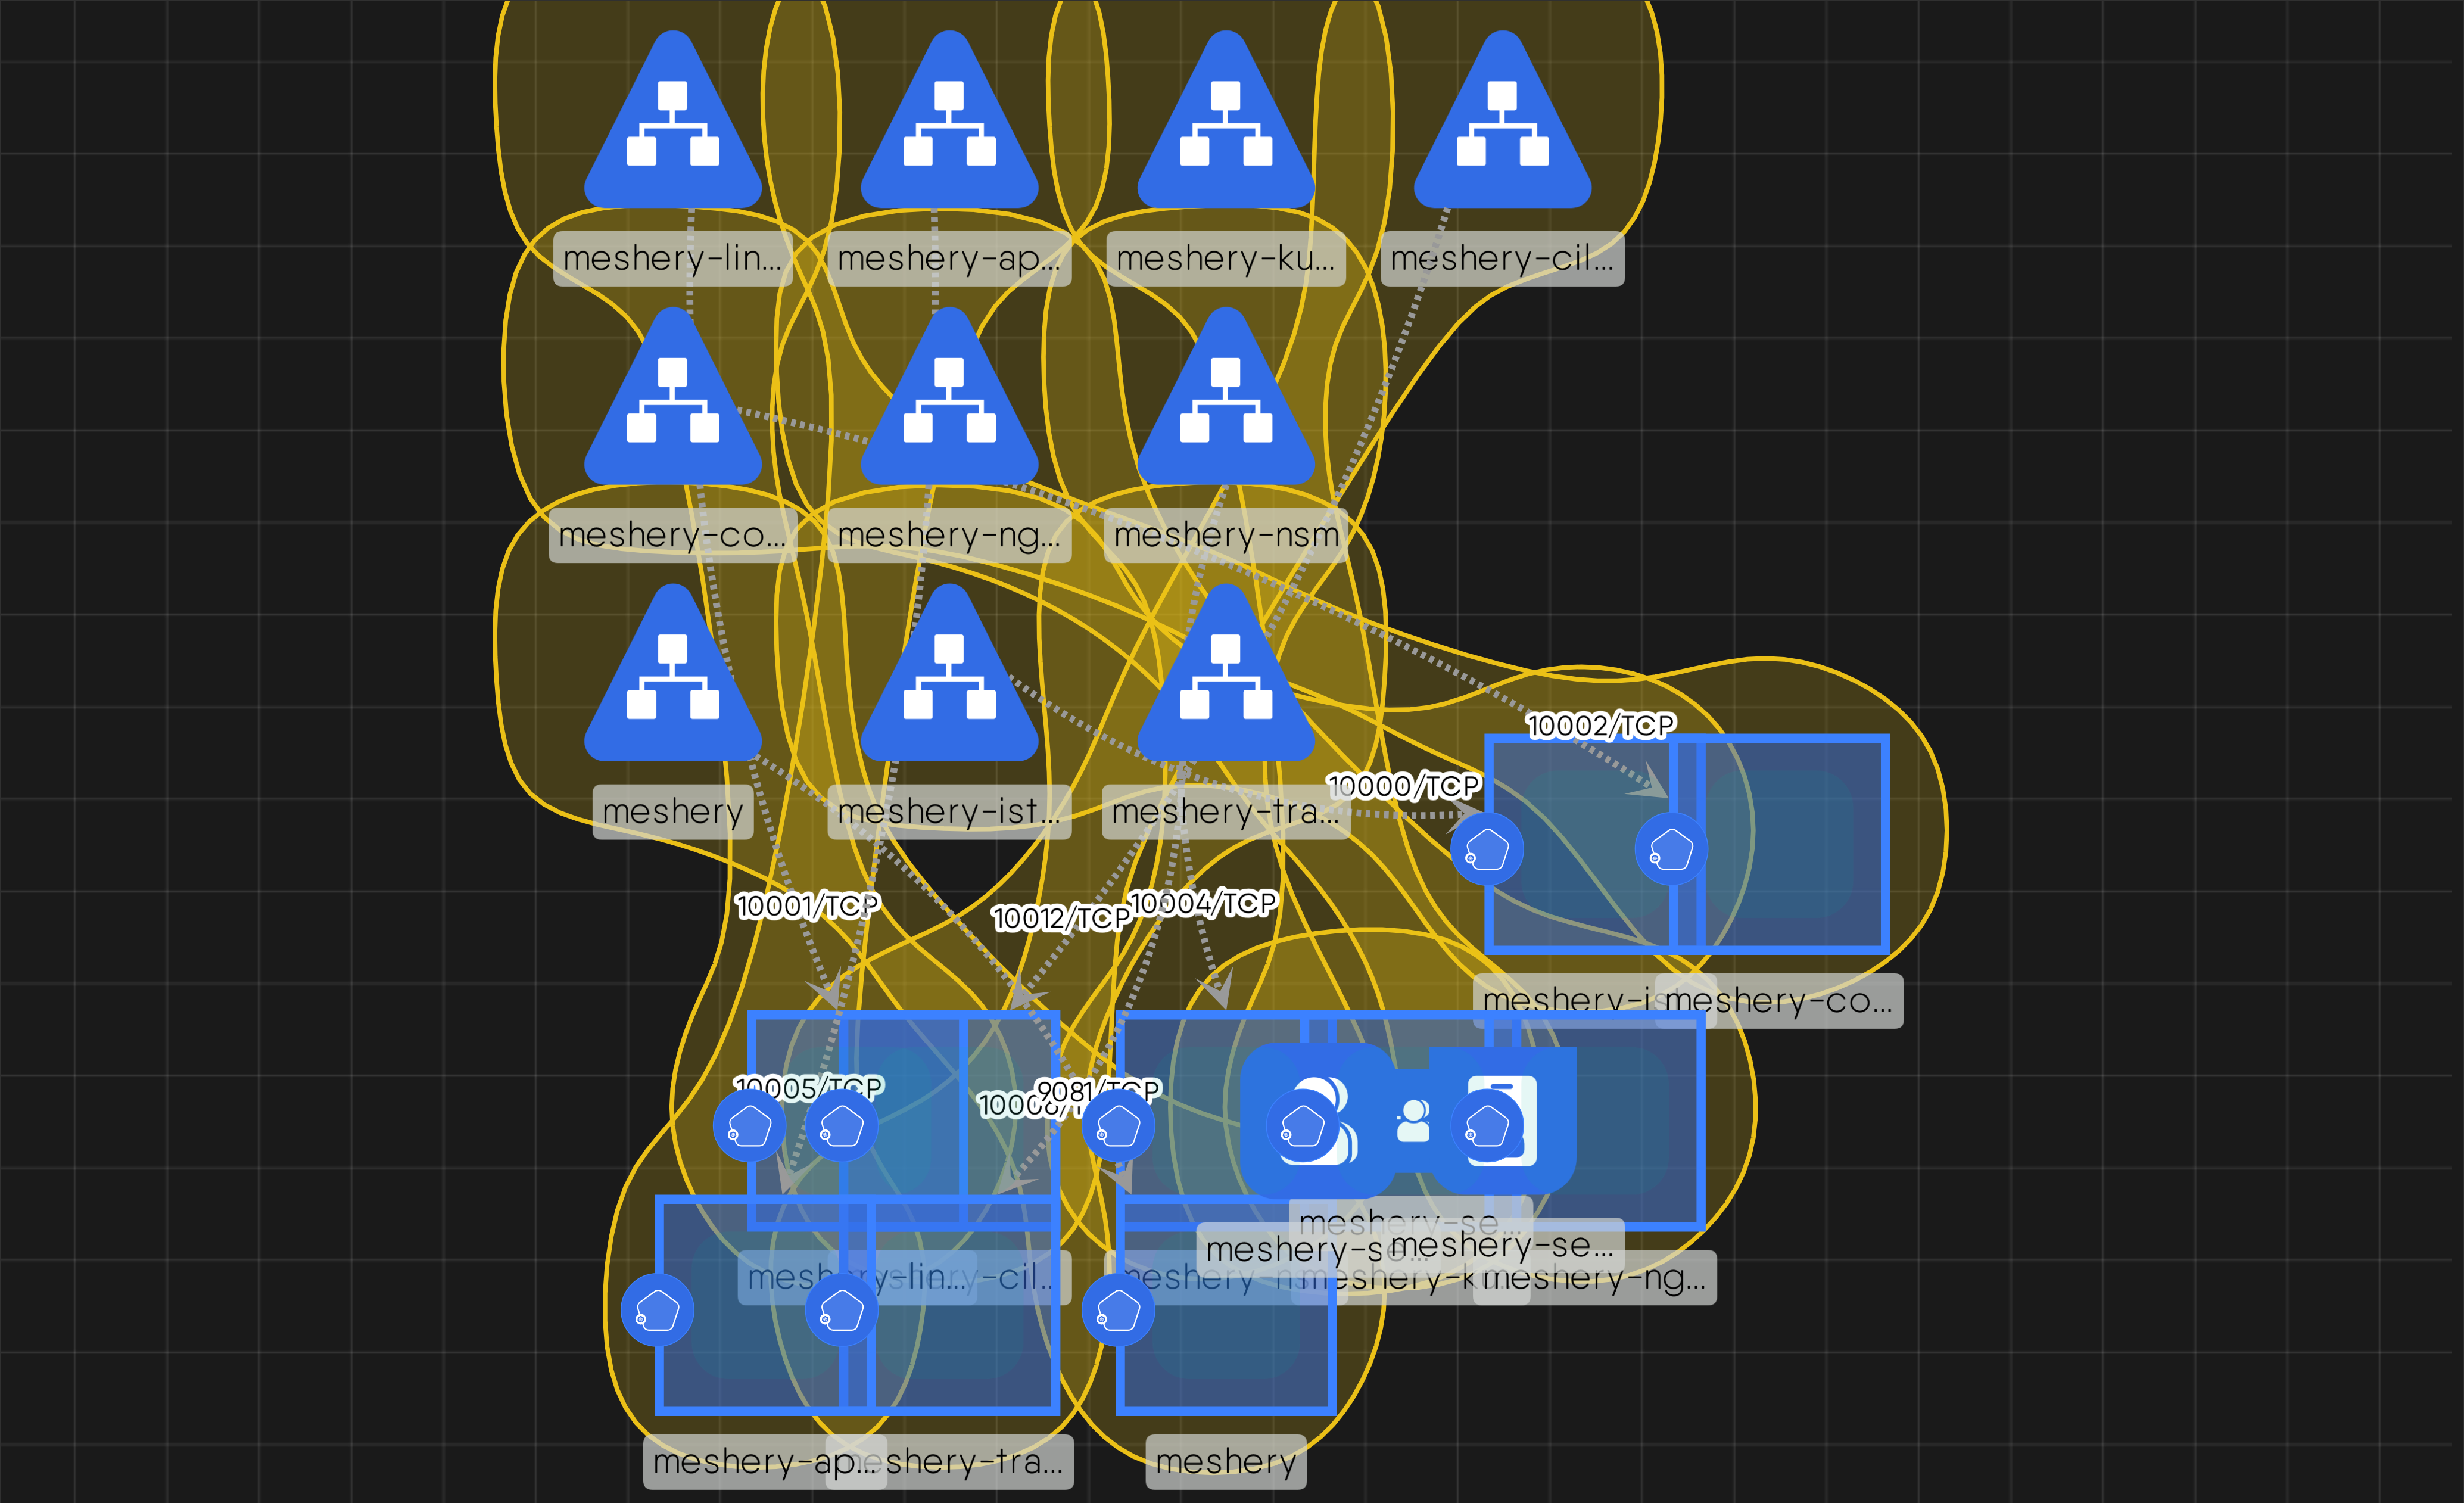 meshery-lin...
meshery-ap...
meshery-ku...
meshery-cil...
meshery-co...
meshery-ng...
meshery-nsm
meshery
meshery-ist...
meshery-tra...
10002/TCP
10000/TCP
10001/TCP
10012/TCP
10004/TCP
meshery-co...
10005/TCP
9081/TCP
meshery-se...
meshery-se...
meshery-ng...
meshery-ap...
meshery-tra...
meshery